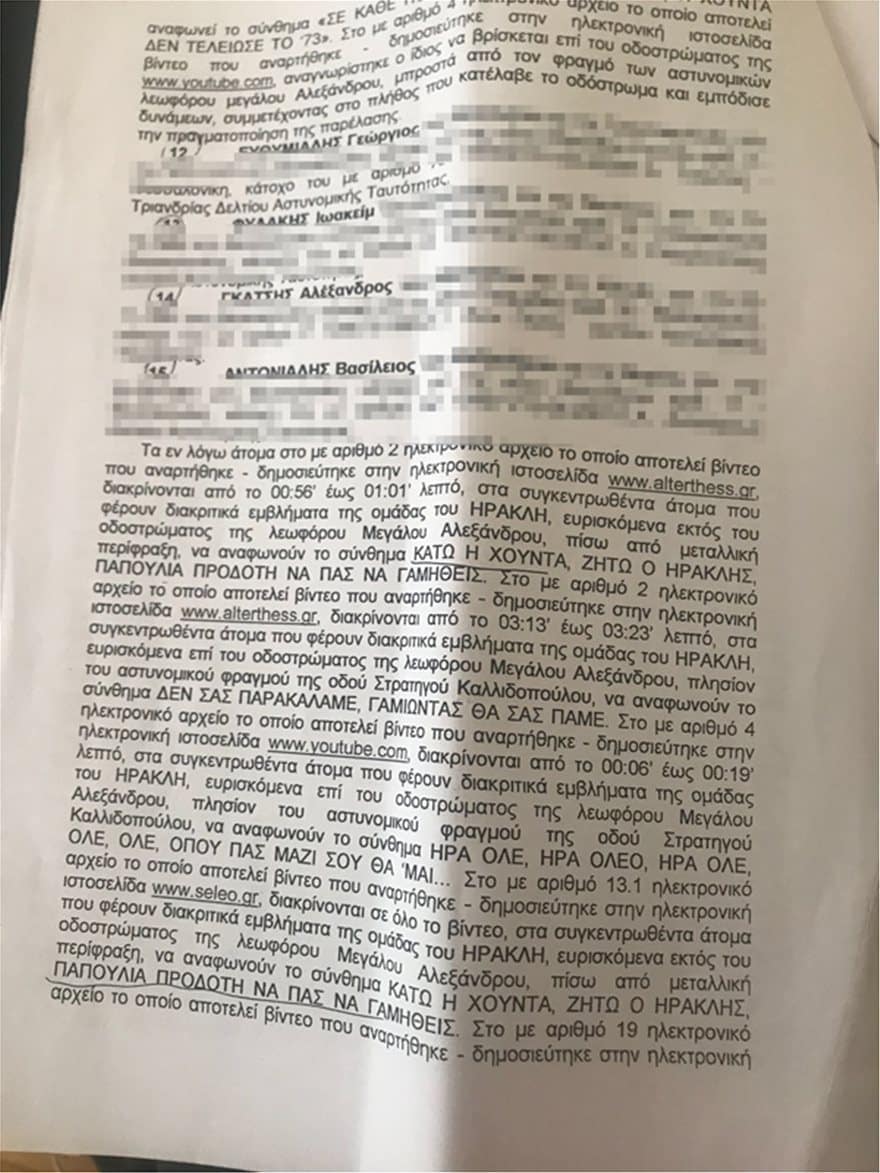 ΧΟΥΝΤΑ
αναφωνεί το σύνθημα «ΣΕ ΚΑΘΕ
ΔΕΝ ΤΕΛΕΙΩΣΕ ΤΟ '73». Στο με αριθμό 4 αρχείο το οποίο αποτελεί
βίντεο που αναρτήθηκε - δημοσιεύτηκε στην ηλεκτρονική ιστοσελίδα
www.youtube.com, αναγνωρίστηκε ο ίδιος να βρίσκεται επί του οδοστρώματος της
λεωφόρου μεγάλου Αλεξάνδρου, μπροστά από τον φραγμό των αστυνομικών
δυνάμεων, συμμετέχοντας στο πλήθος που κατέλαβε το οδόστρωμα και εμπόδισε
την πραγματοποίηση της παρέλασης.
(12 Γεώργιος
κάτοχο του με αριθμό
Τριανδρίας Δελτίου Αστυνομικής Ταυτότητας.
Ιωακείμ
(14) Αλέξανδρος
Βασίλειος
Τα εν λόγω άτομα στο με αριθμό 2 ηλεκτρονικό αρχείο το οποίο αποτελεί βίντεο
που αναρτήθηκε - δημοσιεύτηκε στην ηλεκτρονική ιστοσελίδα www.alterthess.gr,
διακρίνονται από το 00:56' έως 01:01' λεπτό, στα συγκεντρωθέντα άτομα που
φέρουν διακριτικά εμβλήματα της ομάδας του ΗΡΑΚΛΗ, ευρισκόμενα εκτός του
οδοστρώματος της λεωφόρου Μεγάλου Αλεξάνδρου, πίσω από μεταλλική
περίφραξη, να αναφωνούν το σύνθημα ΚΑΤΩ Η ΧΟΥΝΤΑ, ΖΗΤΩ Ο ΗΡΑΚΛΗΣ,
ΠΑΠΟΥΛΙΑ ΠΡΟΔΟΤΗ ΝΑ ΠΑΣ ΝΑ ΓΑΜΗΘΕΙΣ. Στο με αριθμό 2 ηλεκτρονικό
αρχείο το οποίο αποτελεί βίντεο που αναρτήθηκε – δημοσιεύτηκε στην ηλεκτρονική
ιστοσελίδα www.alterthess.gr, διακρίνονται από το 03:13' έως 03:23' λεπτό, στα
συγκεντρωθέντα άτομα που φέρουν διακριτικά εμβλήματα της ομάδας του ΗΡΑΚΛΗ,
ευρισκόμενα επί του οδοστρώματος της λεωφόρου Μεγάλου Αλεξάνδρου, πλησίον
του αστυνομικού φραγμού της οδού Στρατηγού Καλλιδοπούλου, να αναφωνούν το
σύνθημα ΔΕΝ ΣΑΣ ΠΑΡΑΚΑΛΑΜΕ, ΓΑΜΙΩΝΤΑΣ ΘΑ ΣΑΣ ΠΑΜΕ. Στο με αριθμό 4
ηλεκτρονικό αρχείο το οποίο αποτελεί βίντεο που αναρτήθηκε - δημοσιεύτηκε στην
ηλεκτρονική ιστοσελίδα www.youtube.com, διακρίνονται από το 00:06' έως 00:19'
λεπτό, στα συγκεντρωθέντα άτομα που φέρουν διακριτικά εμβλήματα της ομάδας
του ΗΡΑΚΛΗ, ευρισκόμενα επί του οδοστρώματος της λεωφόρου Μεγάλου
Αλεξάνδρου, πλησίον του αστυνομικού φραγμού της οδού Στρατηγού
Καλλιδοπούλου, να αναφωνούν το σύνθημα ΗΡΑ ΟΛΕ, ΗΡΑ ΟΛΕΟ, ΗΡΑ ΟΛΕ,
ΟΛΕ, ΟΛΕ, ΟΠΟΥ ΠΑΣ ΜΑΖΙ ΣΟΥ ΘΑ 'ΜΑΙ... Στο με αριθμό 13.1 ηλεκτρονικό
αρχείο το οποίο αποτελεί βίντεο που αναρτήθηκε - δημοσιεύτηκε στην ηλεκτρονική
ιστοσελίδα www.seleo.gr, διακρίνονται σε όλο το βίντεο, στα συγκεντρωθέντα άτομα
που φέρουν διακριτικά εμβλήματα της ομάδας του ΗΡΑΚΛΗ, ευρισκόμενα εκτός του
οδοστρώματος της λεωφόρου Μεγάλου Αλεξάνδρου, πίσω από μεταλλική
περίφραξη, να αναφωνούν το σύνθημα ΚΑΤΩ Η ΧΟΥΝΤΑ, ΖΗΤΩ Ο ΗΡΑΚΛΗΣ,
ΠΑΠΟΥΛΙΑ ΠΡΟΔΟΤΗ ΝΑ ΠΑΣ ΝΑ ΓΑΜΗΘΕΙΣ. Στο με αριθμό 19 ηλεκτρονικό
αρχείο το οποίο αποτελεί βίντεο που αναρτήθηκε - δημοσιεύτηκε στην ηλεκτρονική